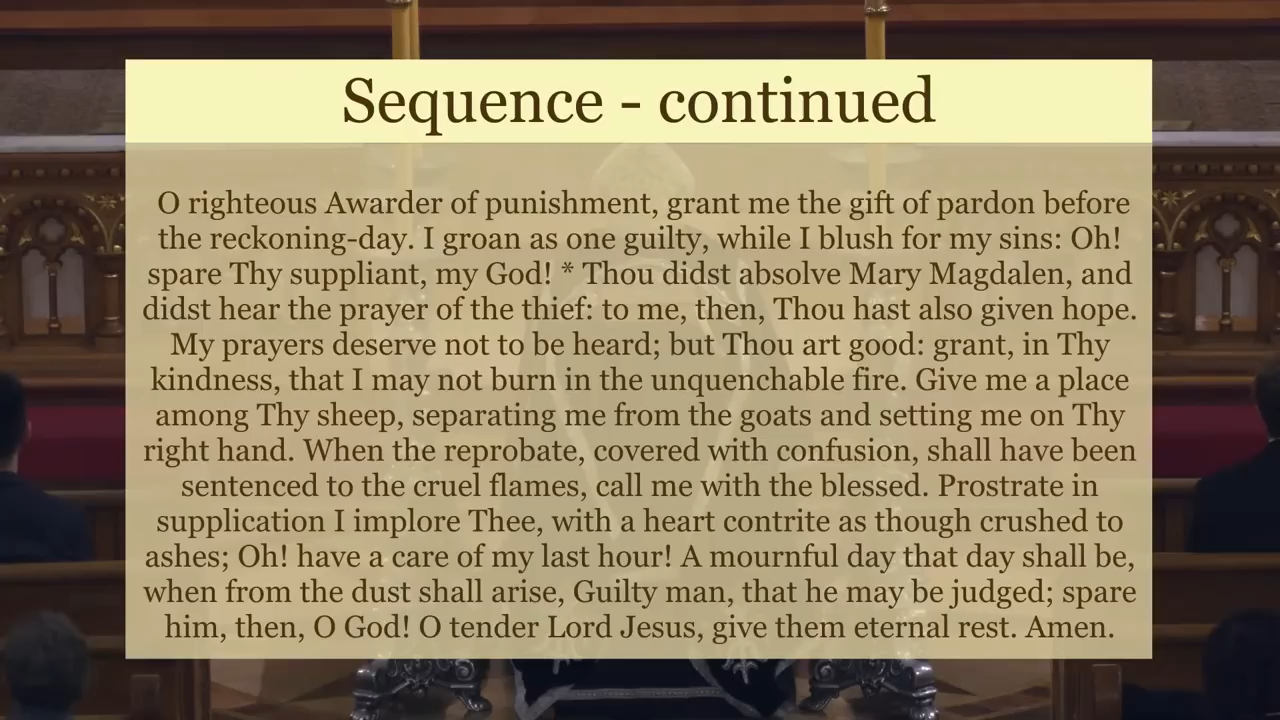 Sequence - continued
O righteous Awarder of punishment, grant me the gift of pardon before
the reckoning-day. I groan as one guilty, while I blush for my sins: Oh!
spare Thy suppliant, my God! * Thou didst absolve Mary Magdalen, and
didst hear the prayer of the thief: to me, then, Thou hast also given hope.
My prayers deserve not to be heard; but Thou art good: grant, in Thy
kindness, that I may not burn in the unquenchable fire. Give me a place
among Thy sheep, separating me from the goats and setting me on Thy
right hand. When the reprobate, covered with confusion, shall have been
sentenced to the cruel flames, call me with the blessed. Prostrate in
supplication I implore Thee, with a heart contrite as though crushed to
ashes; Oh! have a care of my last hour! A mournful day that day shall be,
when from the dust shall arise, Guilty man, that he may be judged; spare
him, then, O God! O tender Lord Jesus, give them eternal rest. Amen.